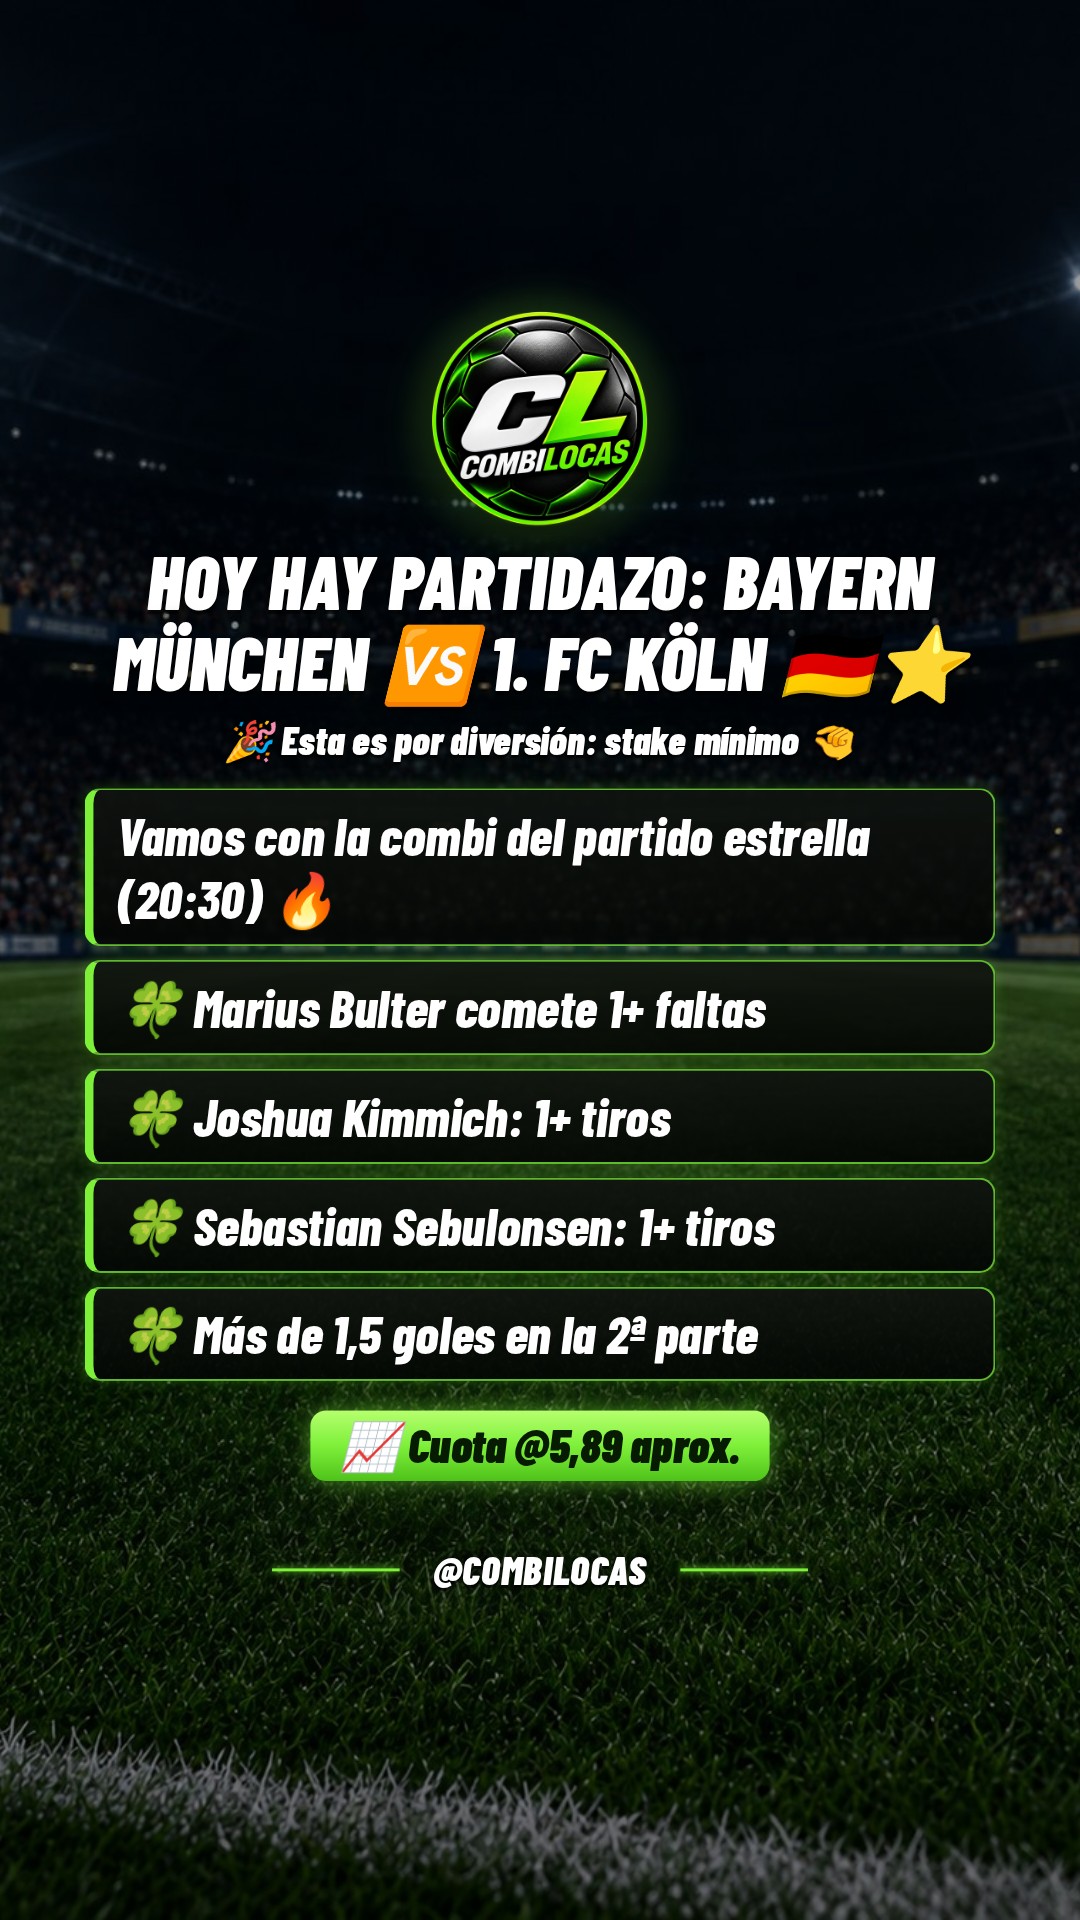 CL
COMBILOCAS
HOY HAY PARTIDAZO: BAYERN
MÜNCHEN 🆚 1. FC KÖLN 🇩🇪⭐
🎉 Esta es por diversión: stake mínimo 🤏
Vamos con la combi del partido estrella
(20:30) 🔥
🍀 Marius Bulter comete 1+ faltas
🍀 Joshua Kimmich: 1+ tiros
🍀 Sebastian Sebulonsen: 1+ tiros
🍀 Más de 1,5 goles en la 2ª parte
📈 Cuota @5,89 aprox.
@COMBILOCAS